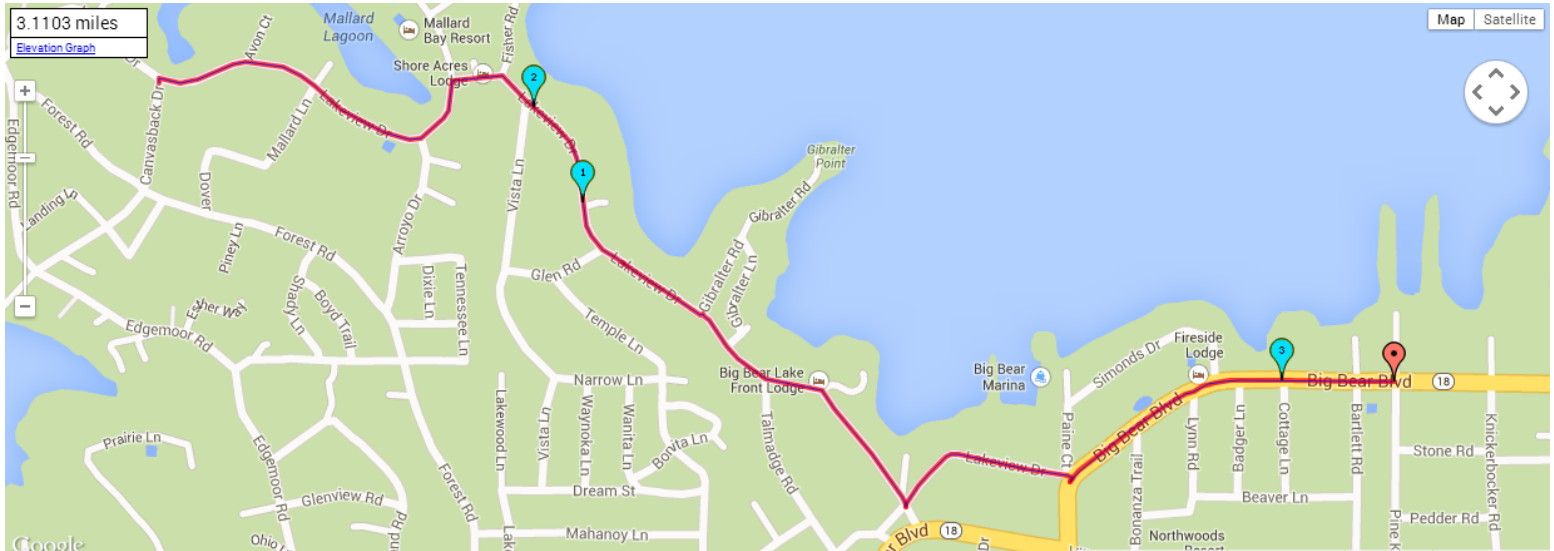 3.1103 miles
Elevation Graph
Map
Satellite
Mallard
Lagoon
Mallard
Bay Resort
Fisher Rd
Avon Ct
Shore Acres
Lodge
Dr
2
Lakeview Dr
Lakeview Dr
Forest Rd
Canvasback Dr
Mallard Ln
Edgemoor Rd
Dover
Vista Ln
1
Gibralter
Point
Gibralter Rd
Landing Ln
Piney Ln
Forest Rd
Arroyo Dr
Glen Rd
Lakeview Dr
Gibralter Rd
Gibralter Ln
Dixie Ln
Tennessee Ln
Shady Ln
Boyd Trail
Edgemoor Rd
Temple Ln
Big Bear Lake
Front Lodge
Big Bear
Marina
Simonds Dr
Fireside
Lodge
3
Big Bear Blvd
18
Narrow Ln
Lakewood Ln
Vista Ln
Waynoka Ln
Wanita Ln
Bonita Ln
Talmadge Rd
Paine Ct
Big Bear Blvd
Lynn Rd
Badger Ln
Cottage Ln
Bartlett Rd
Knickerbocker Rd
Stone Rd
Prairie Ln
Edgemoor Rd
Glenview Rd
Forest Rd
Dream St
Lakeview Dr
Bonanza Trail
Beaver Ln
Pine K
Pedder Rd
Mahanoy Ln
18
Northwoods
Google